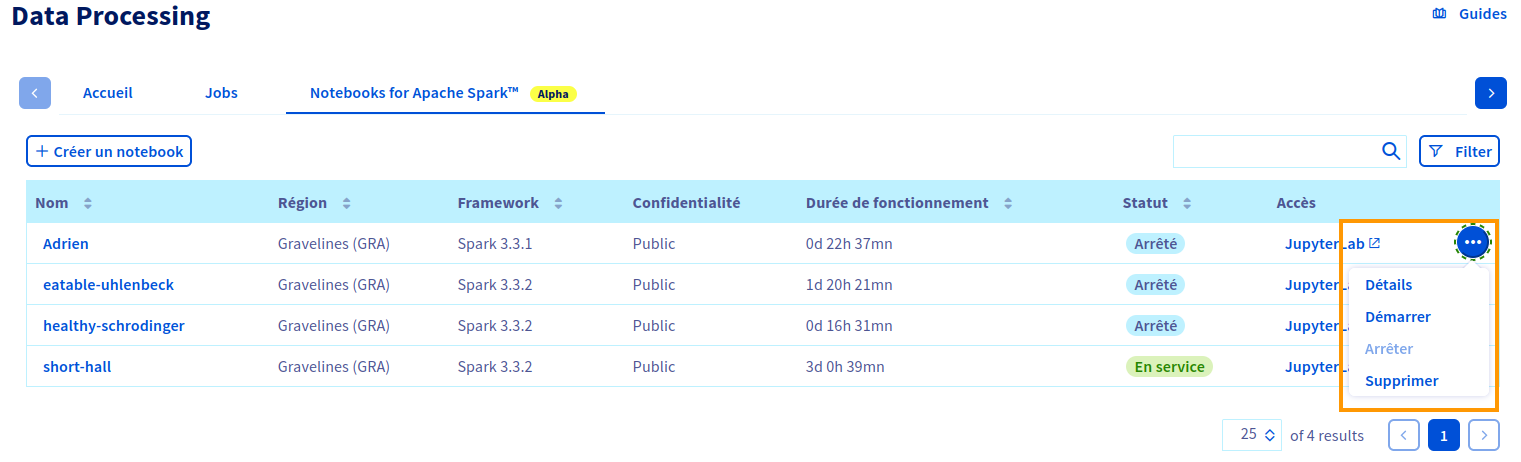 Data Processing
Guides
Accueil Jobs Notebooks for Apache Spark™ Alpha
+ Créer un notebook Filter
Nom Région Framework Confidentialité Durée de fonctionnement Statut Accès
Adrien Gravelines (GRA) Spark 3.3.1 Public 0d 22h 37mn Arrêté JupyterLab
eatable-uhlenbeck Gravelines (GRA) Spark 3.3.2 Public 1d 20h 21mn Arrêté JupyterLa Détails
Démarrer
healthy-schrodinger Gravelines (GRA) Spark 3.3.2 Public 0d 16h 31mn Arrêté JupyterLa
Arrêter
short-hall Gravelines (GRA) Spark 3.3.2 Public 3d 0h 39mn En service JupyterLa
Supprimer
25 of 4 results 1